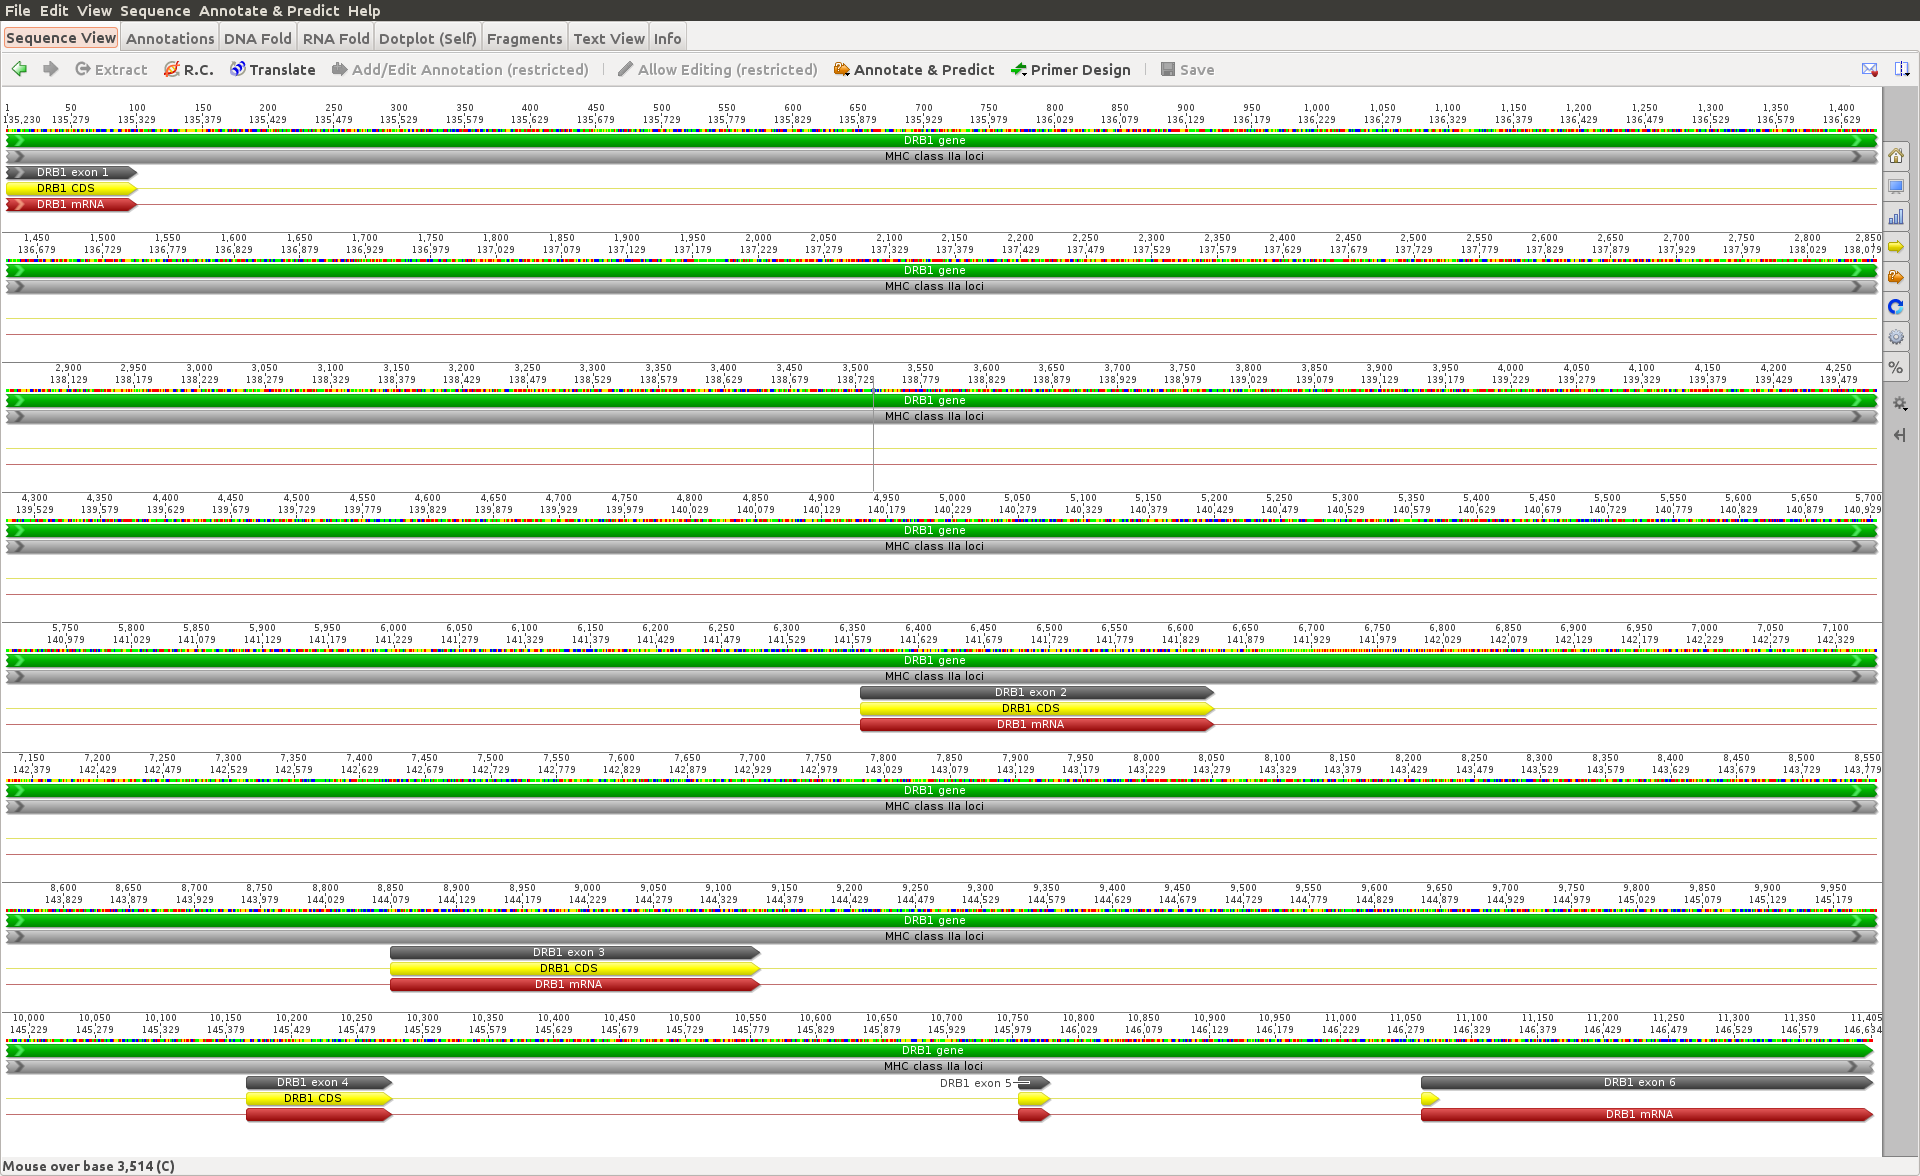 File Edit View Sequence Annotate & Predict Help
Sequence View Annotations DNA Fold RNA Fold Dotplot (Self) Fragments Text View Info
Extract R.C. Translate Add/Edit Annotation (restricted) Allow Editing (restricted) Annotate & Predict Primer Design Save
1 50 100 150 200 250 300 350 400 450 500 550 600 650 700 750 800 850 900 950 1,000 1,050 1,100 1,150 1,200 1,250 1,300 1,350 1,400
135,230 135,279 135,329 135,379 135,429 135,479 135,529 135,579 135,629 135,679 135,729 135,779 135,829 135,879 135,929 135,979 136,029 136,079 136,129 136,179 136,229 136,279 136,329 136,379 136,429 136,479 136,529 136,579 136,629
DRB1 gene
MHC class IIa loci
DRB1 exon 1
DRB1 CDS
DRB1 mRNA
1,450 1,500 1,550 1,600 1,650 1,700 1,750 1,800 1,850 1,900 1,950 2,000 2,050 2,100 2,150 2,200 2,250 2,300 2,350 2,400 2,450 2,500 2,550 2,600 2,650 2,700 2,750 2,800 2,850
136,679 136,729 136,779 136,829 136,879 136,929 136,979 137,029 137,079 137,129 137,179 137,229 137,279 137,329 137,379 137,429 137,479 137,529 137,579 137,629 137,679 137,729 137,779 137,829 137,879 137,929 137,979 138,029 138,079
DRB1 gene
MHC class IIa loci
2,900 2,950 3,000 3,050 3,100 3,150 3,200 3,250 3,300 3,350 3,400 3,450 3,500 3,550 3,600 3,650 3,700 3,750 3,800 3,850 3,900 3,950 4,000 4,050 4,100 4,150 4,200 4,250
138,129 138,179 138,229 138,279 138,329 138,379 138,429 138,479 138,529 138,579 138,629 138,679 138,729 138,779 138,829 138,879 138,929 138,979 139,029 139,079 139,129 139,179 139,229 139,279 139,329 139,379 139,429 139,479
DRB1 gene
MHC class IIa loci
4,300 4,350 4,400 4,450 4,500 4,550 4,600 4,650 4,700 4,750 4,800 4,850 4,900 4,950 5,000 5,050 5,100 5,150 5,200 5,250 5,300 5,350 5,400 5,450 5,500 5,550 5,600 5,650 5,700
139,529 139,579 139,629 139,679 139,729 139,779 139,829 139,879 139,929 139,979 140,029 140,079 140,129 140,179 140,229 140,279 140,329 140,379 140,429 140,479 140,529 140,579 140,629 140,679 140,729 140,779 140,829 140,879 140,929
DRB1 gene
MHC class IIa loci
5,750 5,800 5,850 5,900 5,950 6,000 6,050 6,100 6,150 6,200 6,250 6,300 6,350 6,400 6,450 6,500 6,550 6,600 6,650 6,700 6,750 6,800 6,850 6,900 6,950 7,000 7,050 7,100
140,979 141,029 141,079 141,129 141,179 141,229 141,279 141,329 141,379 141,429 141,479 141,529 141,579 141,629 141,679 141,729 141,779 141,829 141,879 141,929 141,979 142,029 142,079 142,129 142,179 142,229 142,279 142,329
DRB1 gene
MHC class IIa loci
DRB1 exon 2
DRB1 CDS
DRB1 mRNA
7,150 7,200 7,250 7,300 7,350 7,400 7,450 7,500 7,550 7,600 7,650 7,700 7,750 7,800 7,850 7,900 7,950 8,000 8,050 8,100 8,150 8,200 8,250 8,300 8,350 8,400 8,450 8,500 8,550
142,379 142,429 142,479 142,529 142,579 142,629 142,679 142,729 142,779 142,829 142,879 142,929 142,979 143,029 143,079 143,129 143,179 143,229 143,279 143,329 143,379 143,429 143,479 143,529 143,579 143,629 143,679 143,729 143,779
DRB1 gene
MHC class IIa loci
8,600 8,650 8,700 8,750 8,800 8,850 8,900 8,950 9,000 9,050 9,100 9,150 9,200 9,250 9,300 9,350 9,400 9,450 9,500 9,550 9,600 9,650 9,700 9,750 9,800 9,850 9,900 9,950
143,829 143,879 143,929 143,979 144,029 144,079 144,129 144,179 144,229 144,279 144,329 144,379 144,429 144,479 144,529 144,579 144,629 144,679 144,729 144,779 144,829 144,879 144,929 144,979 145,029 145,079 145,129 145,179
DRB1 gene
MHC class IIa loci
DRB1 exon 3
DRB1 CDS
DRB1 mRNA
10,000 10,050 10,100 10,150 10,200 10,250 10,300 10,350 10,400 10,450 10,500 10,550 10,600 10,650 10,700 10,750 10,800 10,850 10,900 10,950 11,000 11,050 11,100 11,150 11,200 11,250 11,300 11,350 11,405
145,229 145,279 145,329 145,379 145,429 145,479 145,529 145,579 145,629 145,679 145,729 145,779 145,829 145,879 145,929 145,979 146,029 146,079 146,129 146,179 146,229 146,279 146,329 146,379 146,429 146,479 146,529 146,579 146,634
DRB1 gene
MHC class IIa loci
DRB1 exon 4 DRB1 exon 5 DRB1 exon 6
DRB1 CDS
DRB1 mRNA
Mouse over base 3,514 (C)